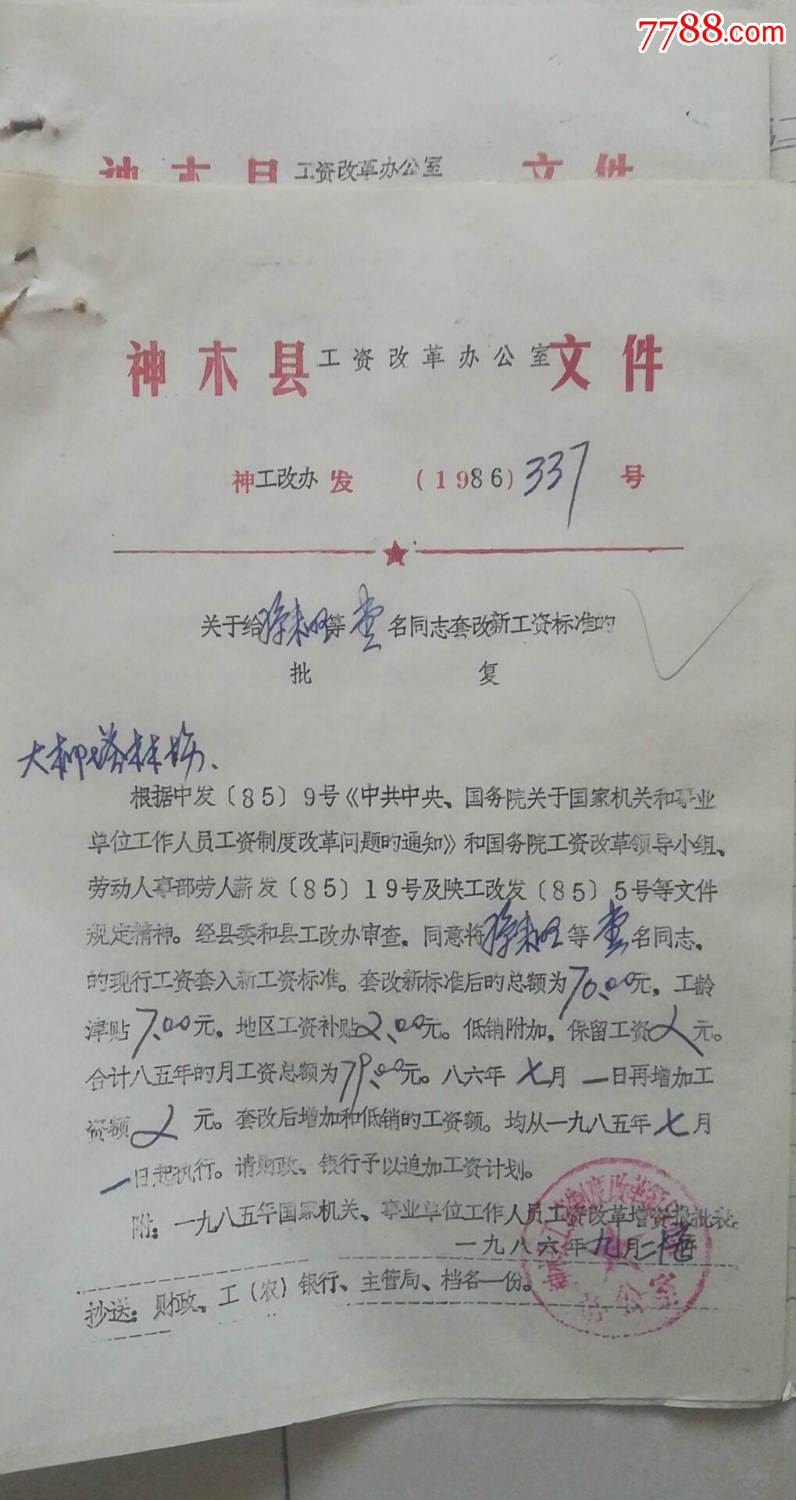 7788.com
神木县工资改革办公室文件
神木县工资改革办公室文件
神工改办发(1986)337号
关于给等壹名同志套改新工资标准的
批复
大柳塔林场、
根据中发〔85〕9号《中共中央、国务院关于国家机关和事业
单位工作人员工资制度改革问题的通知》和国务院工资改革领导小组、
劳动人事部劳人薪发〔85〕19号及陕工改发〔85〕5号等文件
规定精神。经县委和县工改办审查，同意将等壹名同志，
的现行工资套入新工资标准。套改新标准后的总额为70.00元，工龄
津贴7.00元，地区工资补贴2.00元。低销附加，保留工资元。
合计八五年的月工资总额为79.00元。八六年七月一日再增加工
资额元。套改后增加和低销的工资额。均从一九八五年七月
一日起执行。请财政、银行予以追加工资计划。
附：一九八五年国家机关、事业单位工作人员工资改革增资报批表。
一九八六年九月二日
抄送：财政、工（农）银行、主管局、档名一份。
制度改革
办公室